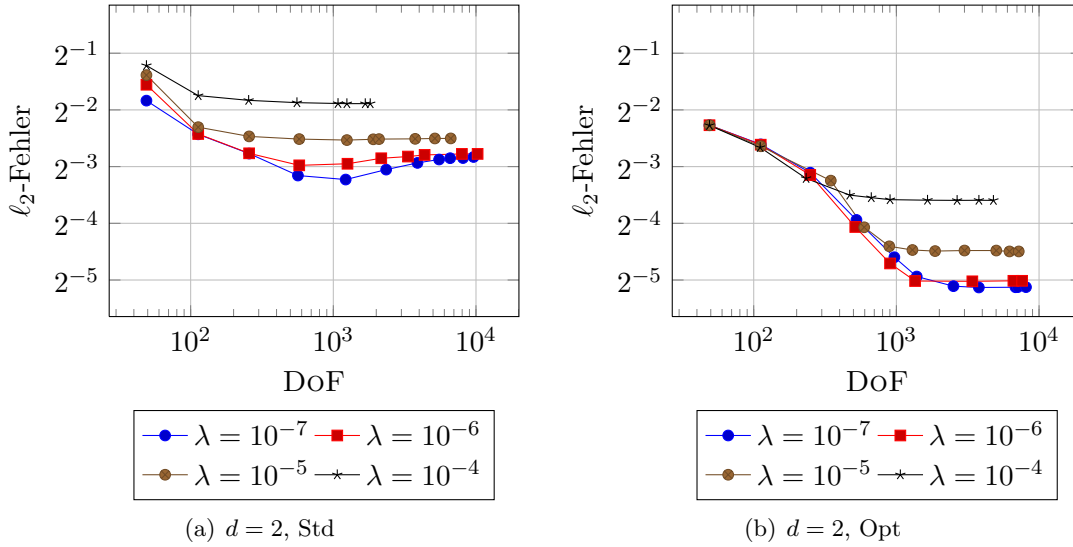 2^{-1}
2^{-2}
2^{-3}
2^{-4}
2^{-5}
ℓ_2-Fehler
10^2 10^3 10^4
DoF
λ = 10^{-7} λ = 10^{-6}
λ = 10^{-5} λ = 10^{-4}
(a) d = 2, Std
2^{-1}
2^{-2}
2^{-3}
2^{-4}
2^{-5}
ℓ_2-Fehler
10^2 10^3 10^4
DoF
λ = 10^{-7} λ = 10^{-6}
λ = 10^{-5} λ = 10^{-4}
(b) d = 2, Opt